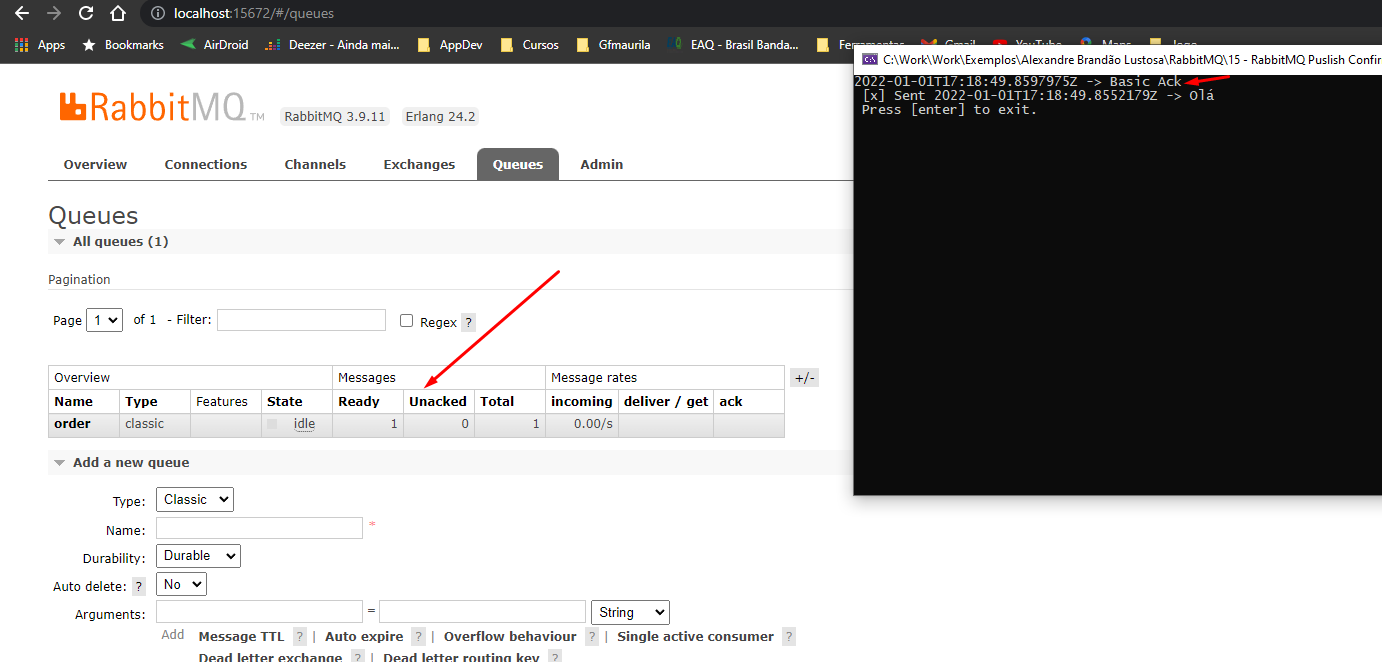 localhost:15672/#/queues
Apps Bookmarks AirDroid Deezer - Ainda mai... AppDev Cursos Gfmaurila EAQ - Brasil Banda... Ferramentas Gmail YouTube Maps Jogo
C:\Work\Work\Exemplos\Alexandre Brandão Lustosa\RabbitMQ\15 - RabbitMQ Puslish Confir
2022-01-01T17:18:49.8597975Z -> Basic Ack
[x] Sent 2022-01-01T17:18:49.8552179Z -> Olá
Press [enter] to exit.
RabbitMQ TM RabbitMQ 3.9.11 Erlang 24.2
Overview Connections Channels Exchanges Queues Admin
Queues
All queues (1)
Pagination
Page 1 of 1 - Filter: Regex ?
Overview Messages Message rates +/-
Name Type Features State Ready Unacked Total incoming deliver / get ack
order classic idle 1 0 1 0.00/s
Add a new queue
Type: Classic
Name: *
Durability: Durable
Auto delete: ? No
Arguments: = String
Add Message TTL ? | Auto expire ? | Overflow behaviour ? | Single active consumer ?
Dead letter exchange ? | Dead letter routing key ?